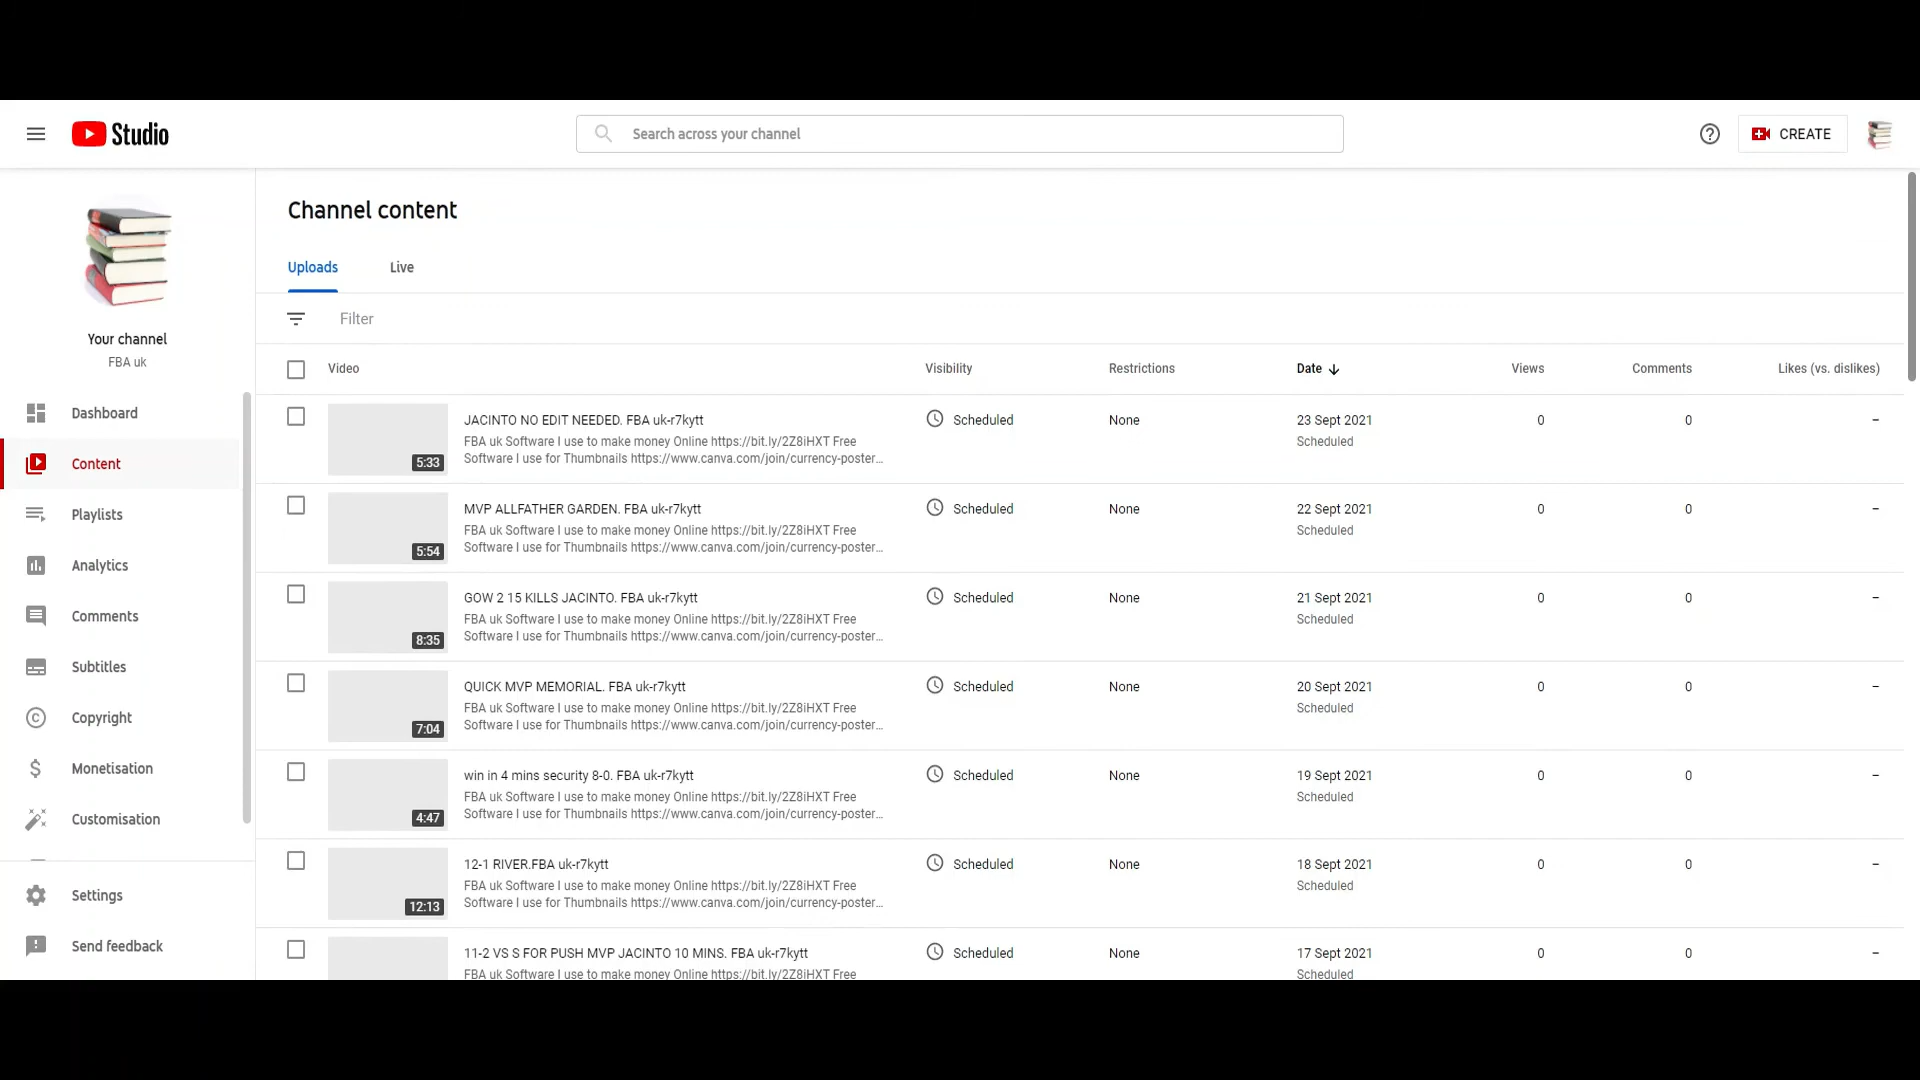 Studio
Search across your channel
CREATE
Your channel
FBA uk
Dashboard
Content
Playlists
Analytics
Comments
Subtitles
Copyright
Monetisation
Customisation
Settings
Send feedback
Channel content
Uploads Live
Filter
Video Visibility Restrictions Date Views Comments Likes (vs. dislikes)
5:33
JACINTO NO EDIT NEEDED. FBA uk-r7kytt Scheduled None 23 Sept 2021 0 0 –
FBA uk Software I use to make money Online https://bit.ly/2Z8iHXT Free Scheduled
Software I use for Thumbnails https://www.canva.com/join/currency-poster...
5:54
MVP ALLFATHER GARDEN. FBA uk-r7kytt Scheduled None 22 Sept 2021 0 0 –
FBA uk Software I use to make money Online https://bit.ly/2Z8iHXT Free Scheduled
Software I use for Thumbnails https://www.canva.com/join/currency-poster...
8:35
GOW 2 15 KILLS JACINTO. FBA uk-r7kytt Scheduled None 21 Sept 2021 0 0 –
FBA uk Software I use to make money Online https://bit.ly/2Z8iHXT Free Scheduled
Software I use for Thumbnails https://www.canva.com/join/currency-poster...
7:04
QUICK MVP MEMORIAL. FBA uk-r7kytt Scheduled None 20 Sept 2021 0 0 –
FBA uk Software I use to make money Online https://bit.ly/2Z8iHXT Free Scheduled
Software I use for Thumbnails https://www.canva.com/join/currency-poster...
4:47
win in 4 mins security 8-0. FBA uk-r7kytt Scheduled None 19 Sept 2021 0 0 –
FBA uk Software I use to make money Online https://bit.ly/2Z8iHXT Free Scheduled
Software I use for Thumbnails https://www.canva.com/join/currency-poster...
12:13
12-1 RIVER.FBA uk-r7kytt Scheduled None 18 Sept 2021 0 0 –
FBA uk Software I use to make money Online https://bit.ly/2Z8iHXT Free Scheduled
Software I use for Thumbnails https://www.canva.com/join/currency-poster...
11-2 VS S FOR PUSH MVP JACINTO 10 MINS. FBA uk-r7kytt Scheduled None 17 Sept 2021 0 0 –
FBA uk Software I use to make money Online https://bit.ly/2Z8iHXT Free Scheduled